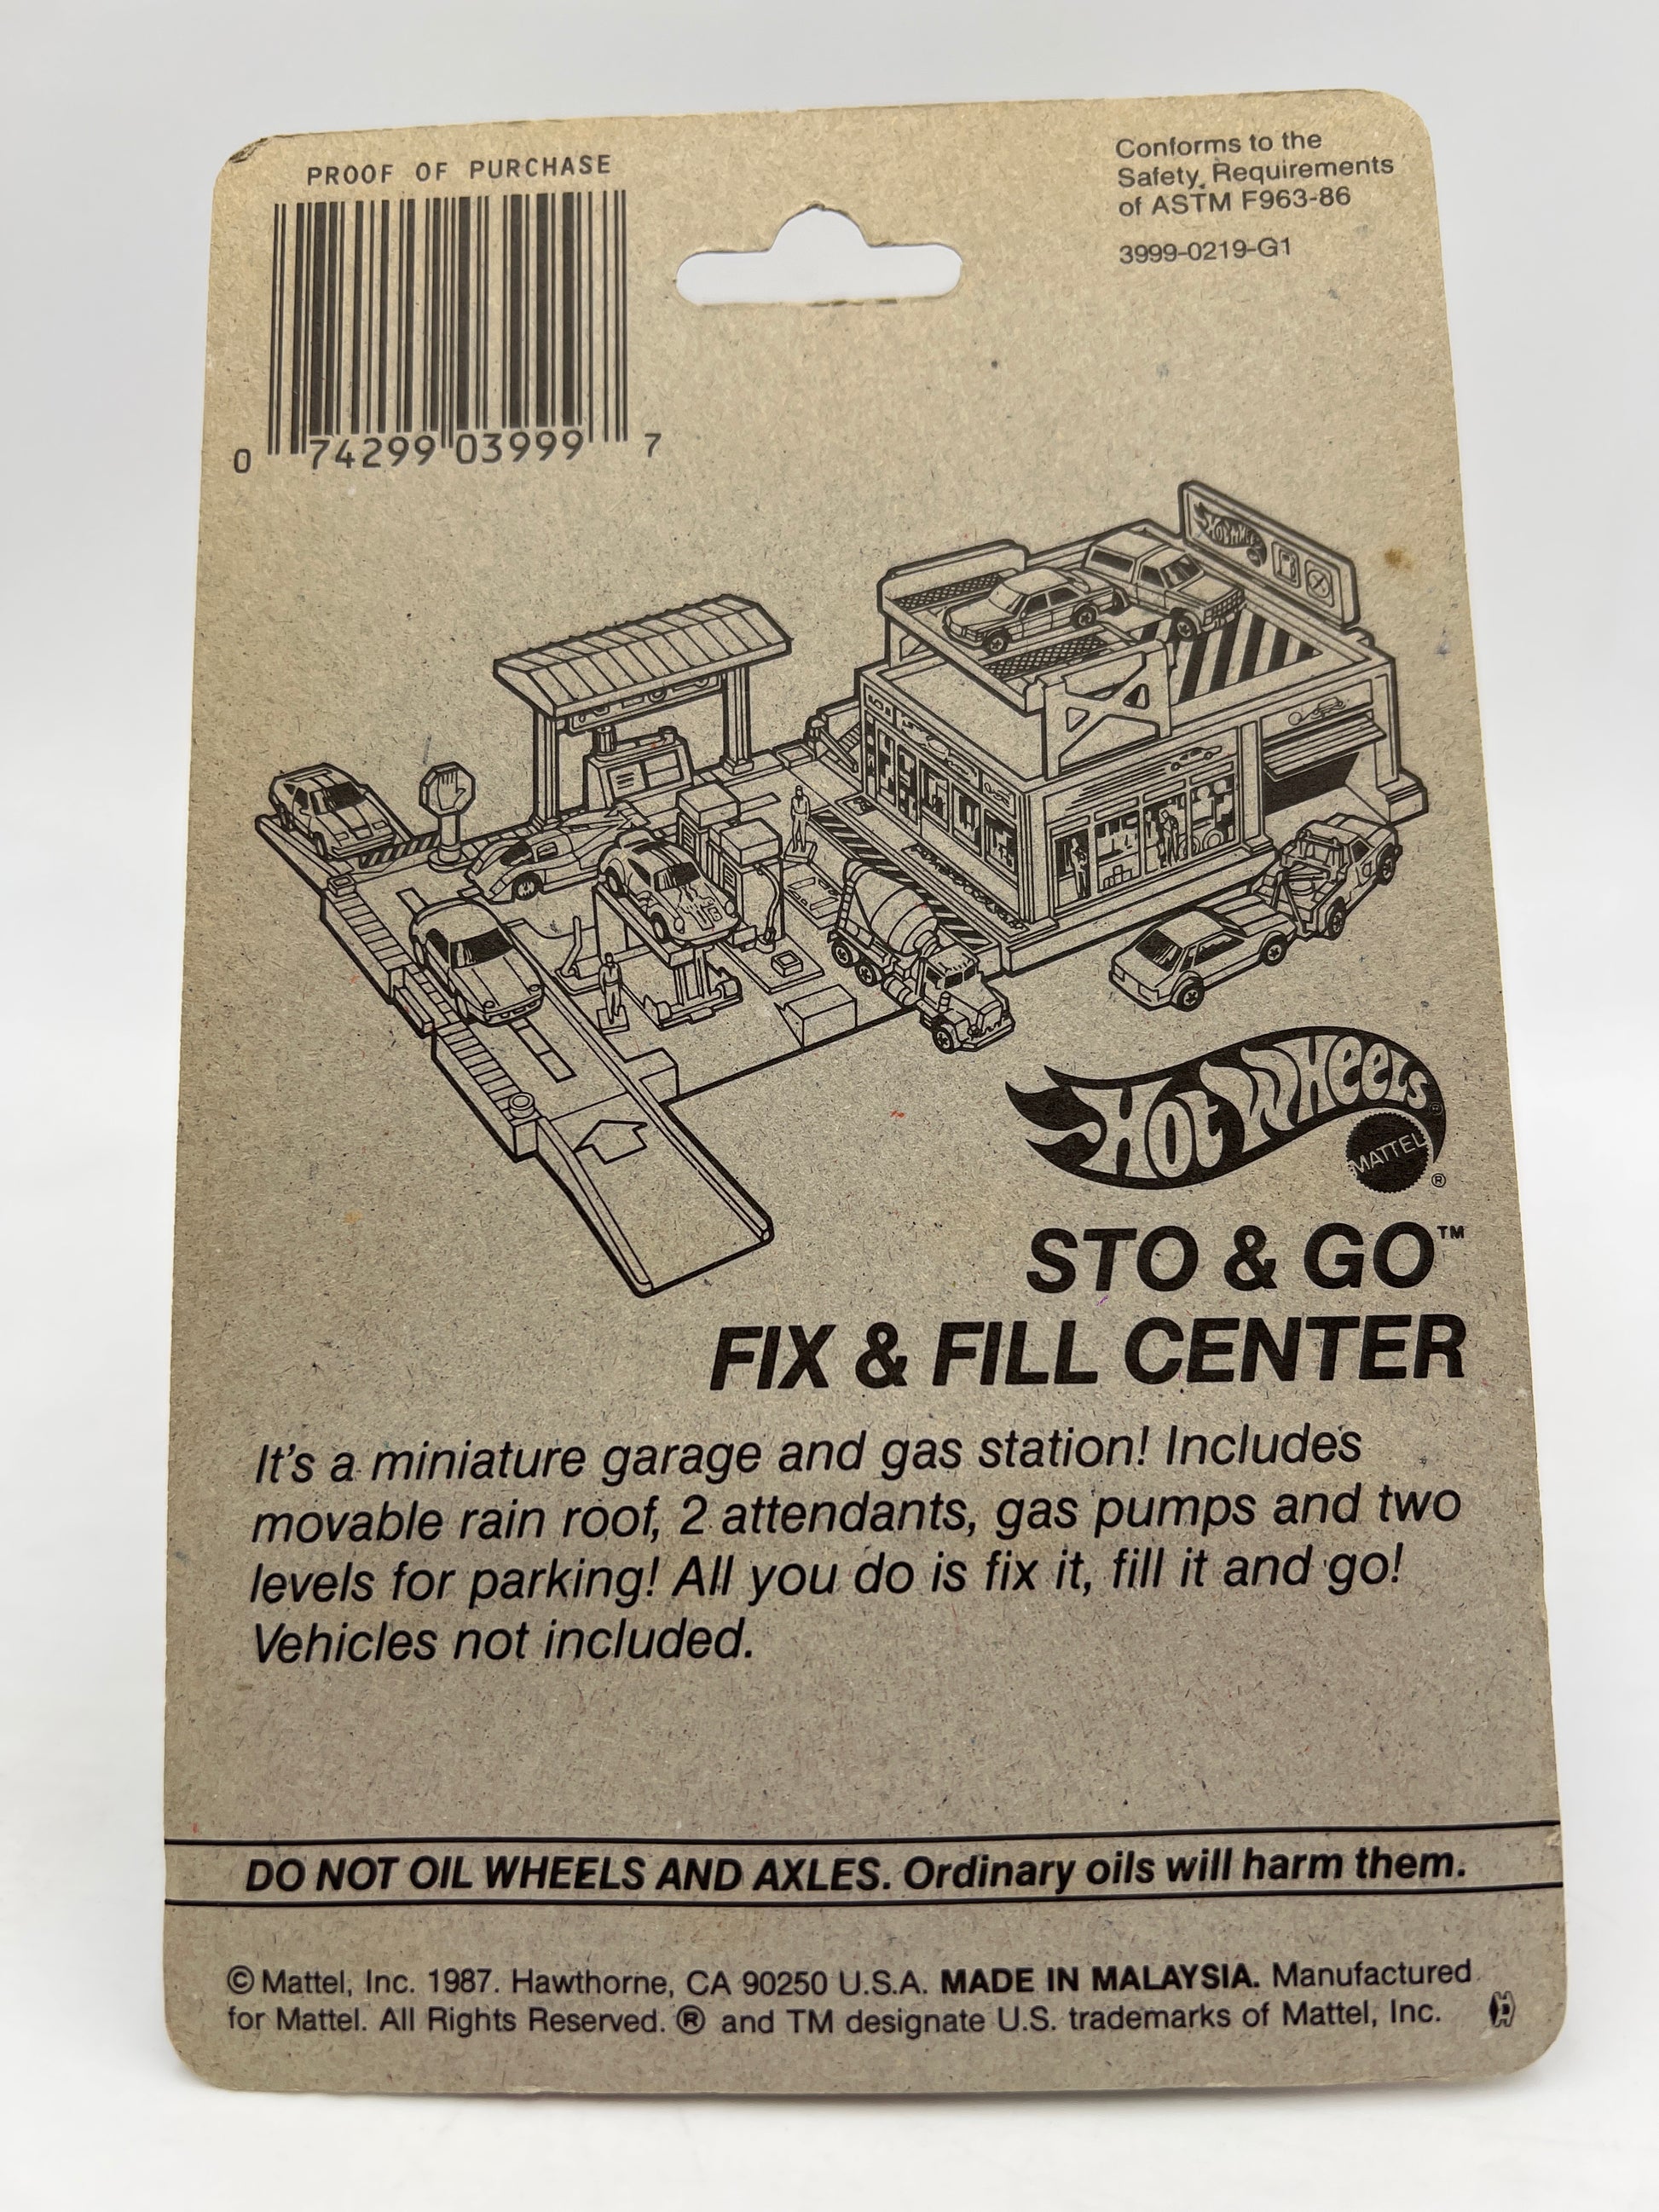 PROOF OF PURCHASE
0 74299 03999 7
Conforms to the
Safety Requirements
of ASTM F963-86
3999-0219-G1
HOT WHEELS
HOT WHEELS ®
MATTEL ®
STO & GO™
FIX & FILL CENTER
It's a miniature garage and gas station! Includes
movable rain roof, 2 attendants, gas pumps and two
levels for parking! All you do is fix it, fill it and go!
Vehicles not included.
DO NOT OIL WHEELS AND AXLES. Ordinary oils will harm them.
© Mattel, Inc. 1987. Hawthorne, CA 90250 U.S.A. MADE IN MALAYSIA. Manufactured
for Mattel. All Rights Reserved. ® and TM designate U.S. trademarks of Mattel, Inc.